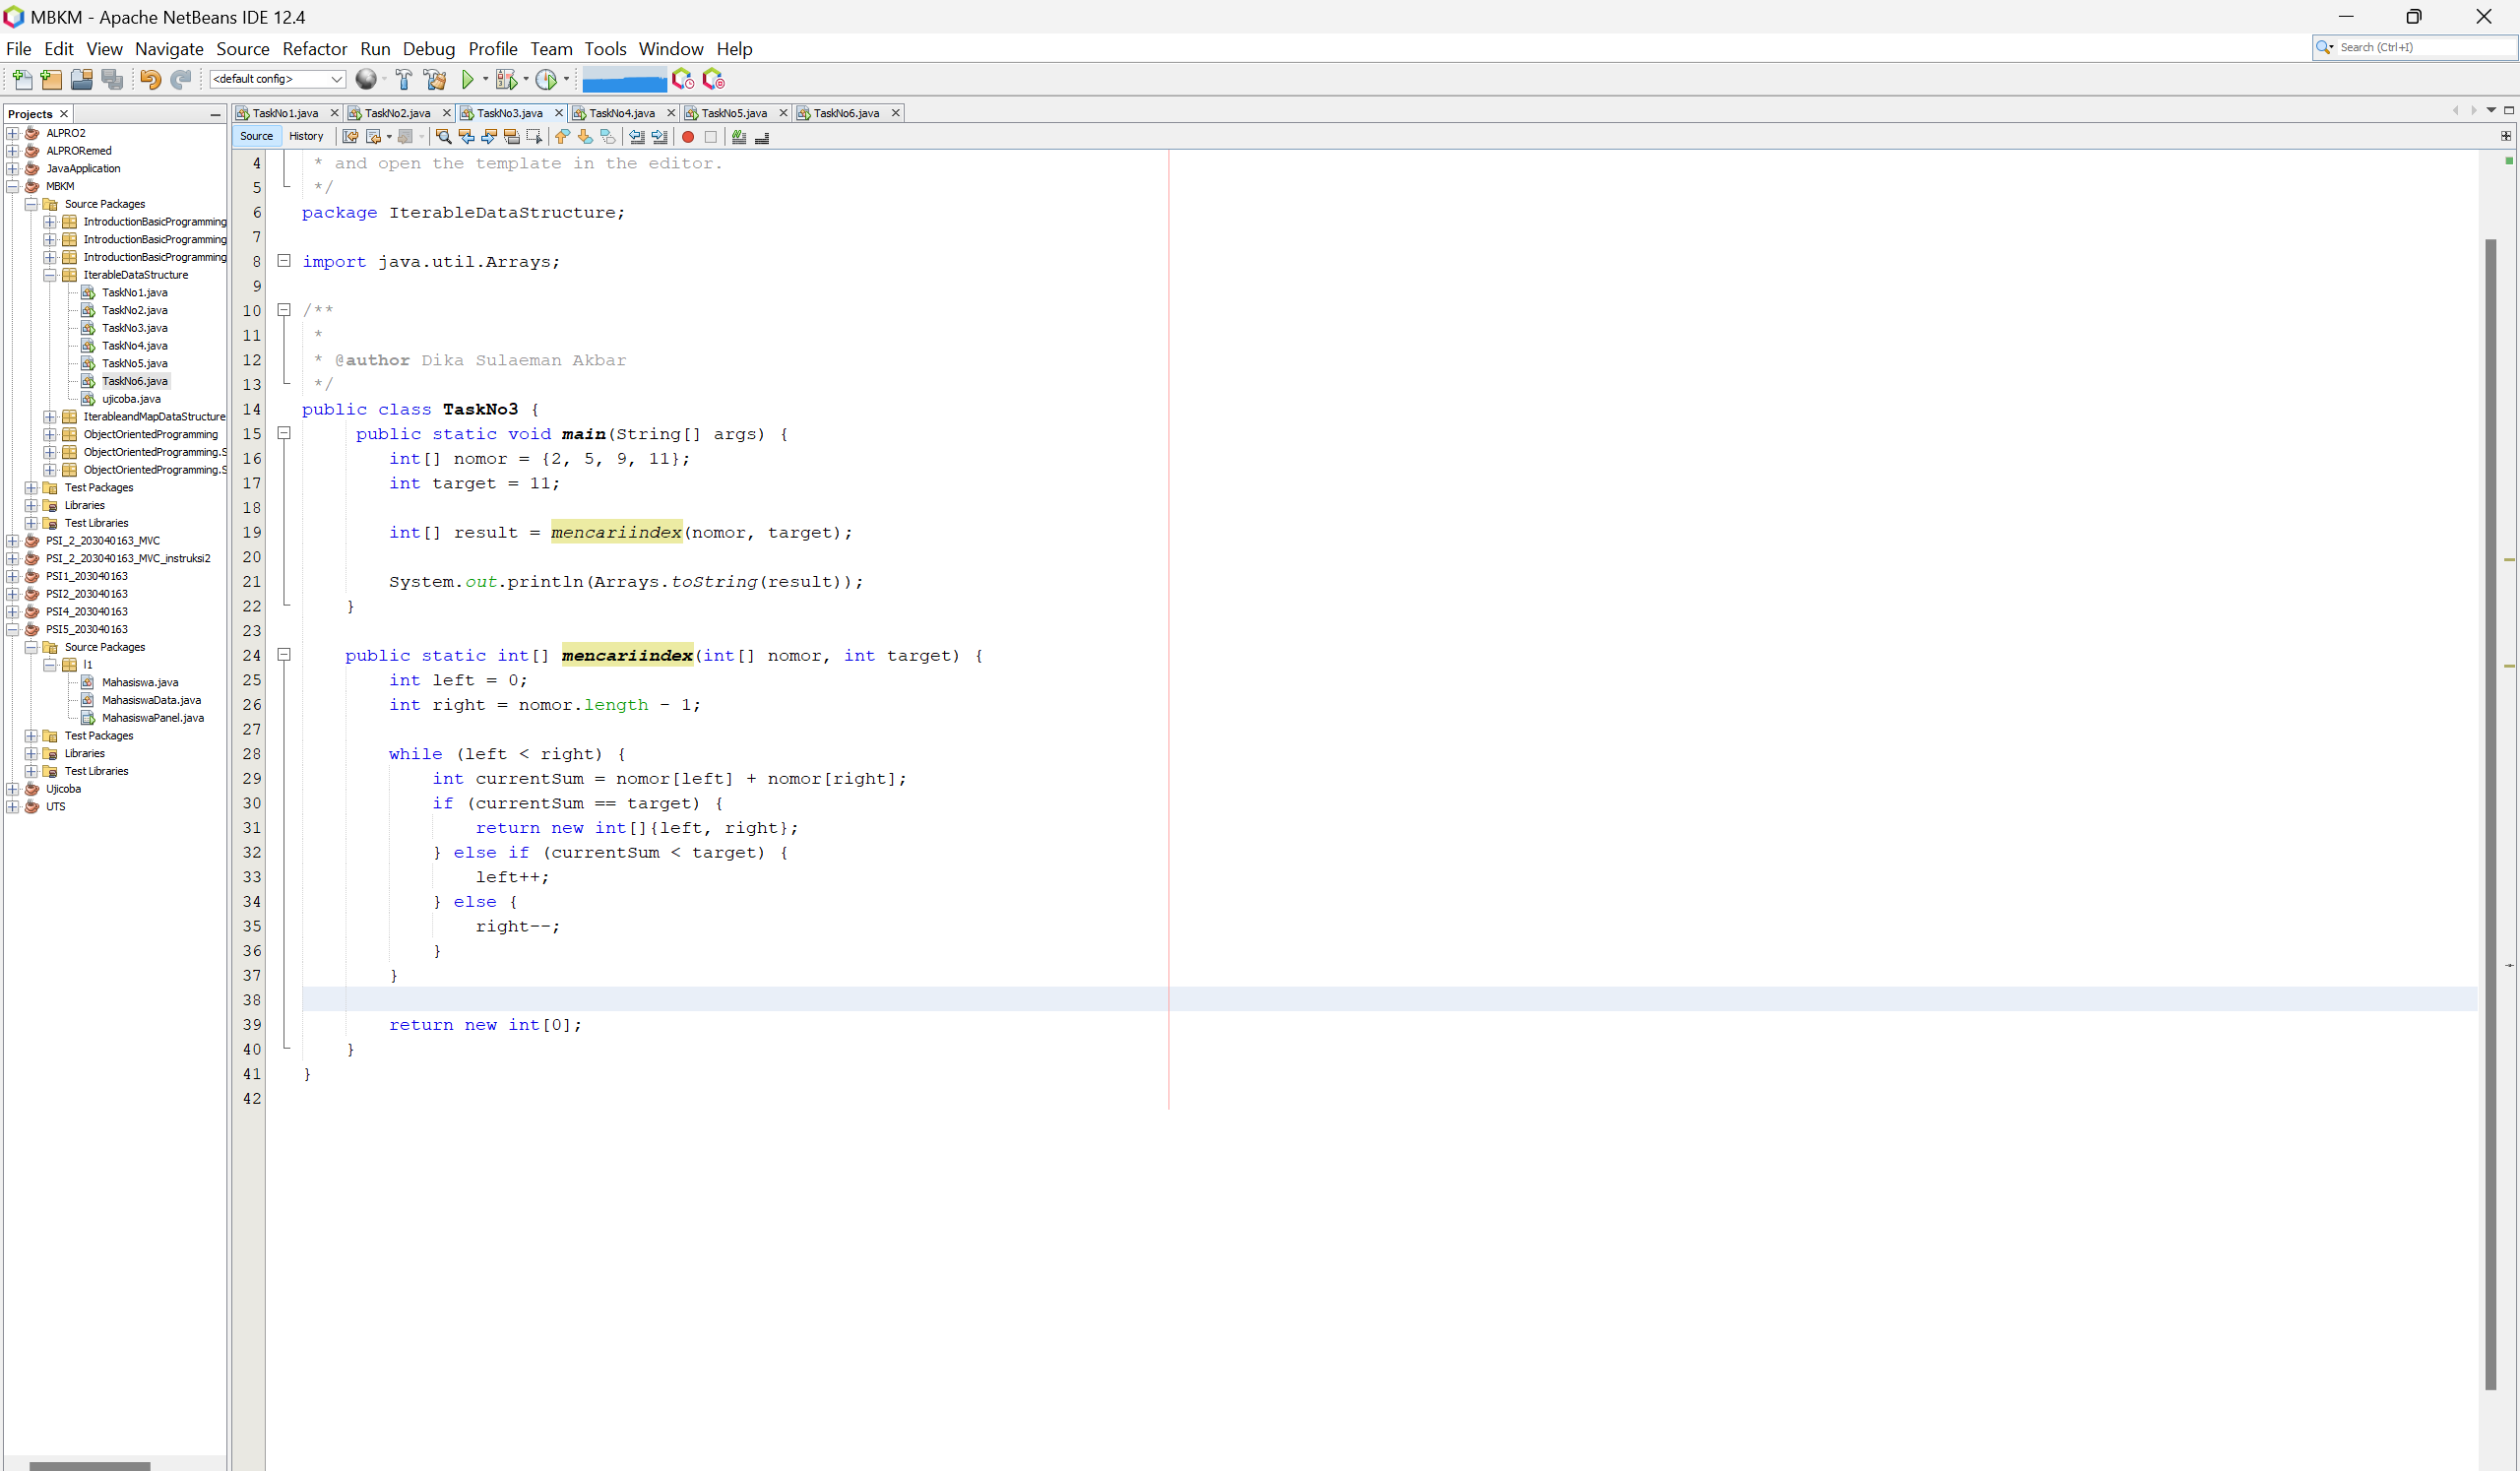 MBKM - Apache NetBeans IDE 12.4
File Edit View Navigate Source Refactor Run Debug Profile Team Tools Window Help
Search (Ctrl+I)
<default config>
Projects
TaskNo1.java
TaskNo2.java
TaskNo3.java
TaskNo4.java
TaskNo5.java
TaskNo6.java
Source
History
ALPRO2
ALPRORemed
JavaApplication
MBKM
Source Packages
IntroductionBasicProgramming
IntroductionBasicProgramming
IntroductionBasicProgramming
IterableDataStructure
TaskNo1.java
TaskNo2.java
TaskNo3.java
TaskNo4.java
TaskNo5.java
TaskNo6.java
ujicoba.java
IterableandMapDataStructure
ObjectOrientedProgramming
ObjectOrientedProgramming.S
ObjectOrientedProgramming.S
Test Packages
Libraries
Test Libraries
PSI_2_203040163_MVC
PSI_2_203040163_MVC_instruksi2
PSI1_203040163
PSI2_203040163
PSI4_203040163
PSI5_203040163
Source Packages
l1
Mahasiswa.java
MahasiswaData.java
MahasiswaPanel.java
Test Packages
Libraries
Test Libraries
Ujicoba
UTS
4 * and open the template in the editor.
5 */
6 package IterableDataStructure;
7
8 import java.util.Arrays;
9
10 /**
11 *
12 * @author Dika Sulaeman Akbar
13 */
14 public class TaskNo3 {
15 public static void main(String[] args) {
16 int[] nomor = {2, 5, 9, 11};
17 int target = 11;
18
19 int[] result = mencariindex(nomor, target);
20
21 System.out.println(Arrays.toString(result));
22 }
23
24 public static int[] mencariindex(int[] nomor, int target) {
25 int left = 0;
26 int right = nomor.length - 1;
27
28 while (left < right) {
29 int currentSum = nomor[left] + nomor[right];
30 if (currentSum == target) {
31 return new int[]{left, right};
32 } else if (currentSum < target) {
33 left++;
34 } else {
35 right--;
36 }
37 }
38
39 return new int[0];
40 }
41 }
42